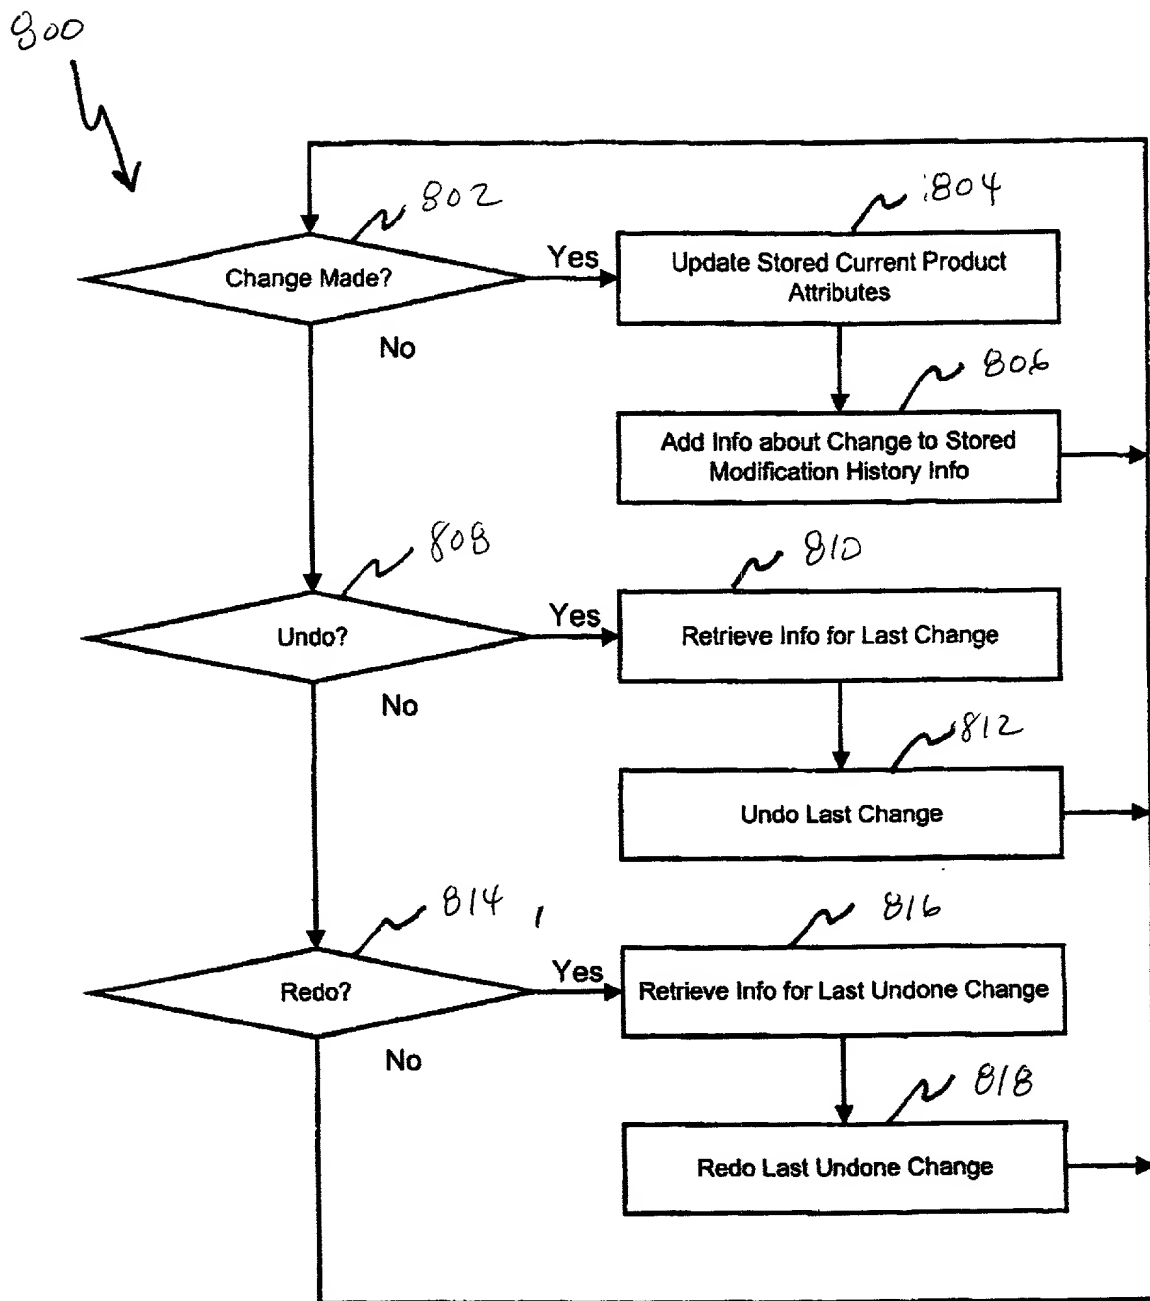 800
802
804
Change Made?
Yes
Update Stored Current Product
Attributes
No
806
Add Info about Change to Stored
Modification History Info
808
810
Undo?
Yes
Retrieve Info for Last Change
No
812
Undo Last Change
814
816
Redo?
Yes
Retrieve Info for Last Undone Change
No
818
Redo Last Undone Change